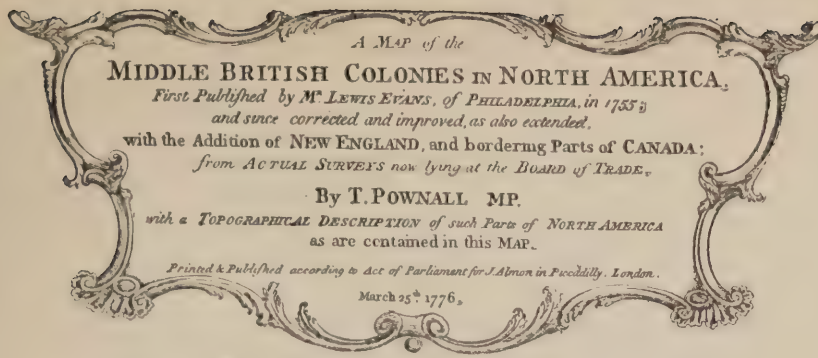 A MAP of the
MIDDLE BRITISH COLONIES IN NORTH AMERICA.
First Publiſhed by Mr. LEWIS EVANS, of PHILADELPHIA, in 1755;
and since corrected and improved, as also extended,
with the Addition of NEW ENGLAND, and bordering Parts of CANADA;
from ACTUAL SURVEYS now lying at the BOARD of TRADE.
By T. POWNALL MP.
with a TOPOGRAPHICAL DESCRIPTION of such Parts of NORTH AMERICA
as are contained in this MAP.
Printed & Publiſhed according to Act of Parliament for J. Almon in Piccadilly, London.
March 25th. 1776.